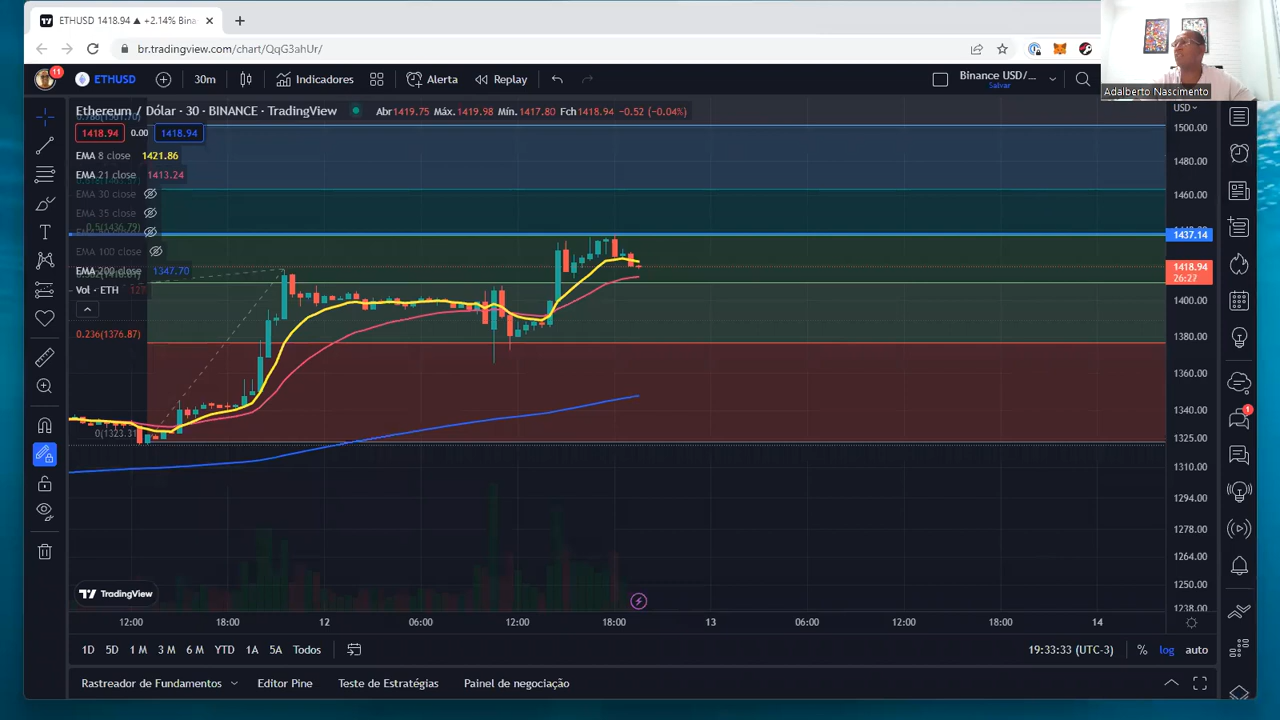 ETHUSD 1418.94 ▲ +2.14% Bina
br.tradingview.com/chart/QqG3ahUr/
11 ETHUSD 30m Indicadores Alerta Replay Binance USD/...
Salvar
Adalberto Nascimento
Ethereum / Dólar · 30 · BINANCE · TradingView Abr1419.75 Máx.1419.98 Mín.1417.80 Fch1418.94 −0.52 (−0.04%)
USD
1418.94 0.00 1418.94
EMA 8 close 1421.86
EMA 21 close 1413.24
EMA 30 close
EMA 35 close
0.5(1436.79)
EMA 100 close
EMA 200 close 1347.70
Vol · ETH
0.236(1376.87)
0(1323.31)
1500.00
1480.00
1460.00
1437.14
1418.94
26:22
1400.00
1380.00
1360.00
1340.00
1325.00
1310.00
1294.00
1278.00
1264.00
1250.00
1238.00
TradingView
12:00 18:00 12 06:00 12:00 18:00 13 06:00 12:00 18:00 14
1D 5D 1M 3M 6M YTD 1A 5A Todos 19:33:33 (UTC-3) % log auto
Rastreador de Fundamentos Editor Pine Teste de Estratégias Painel de negociação
1